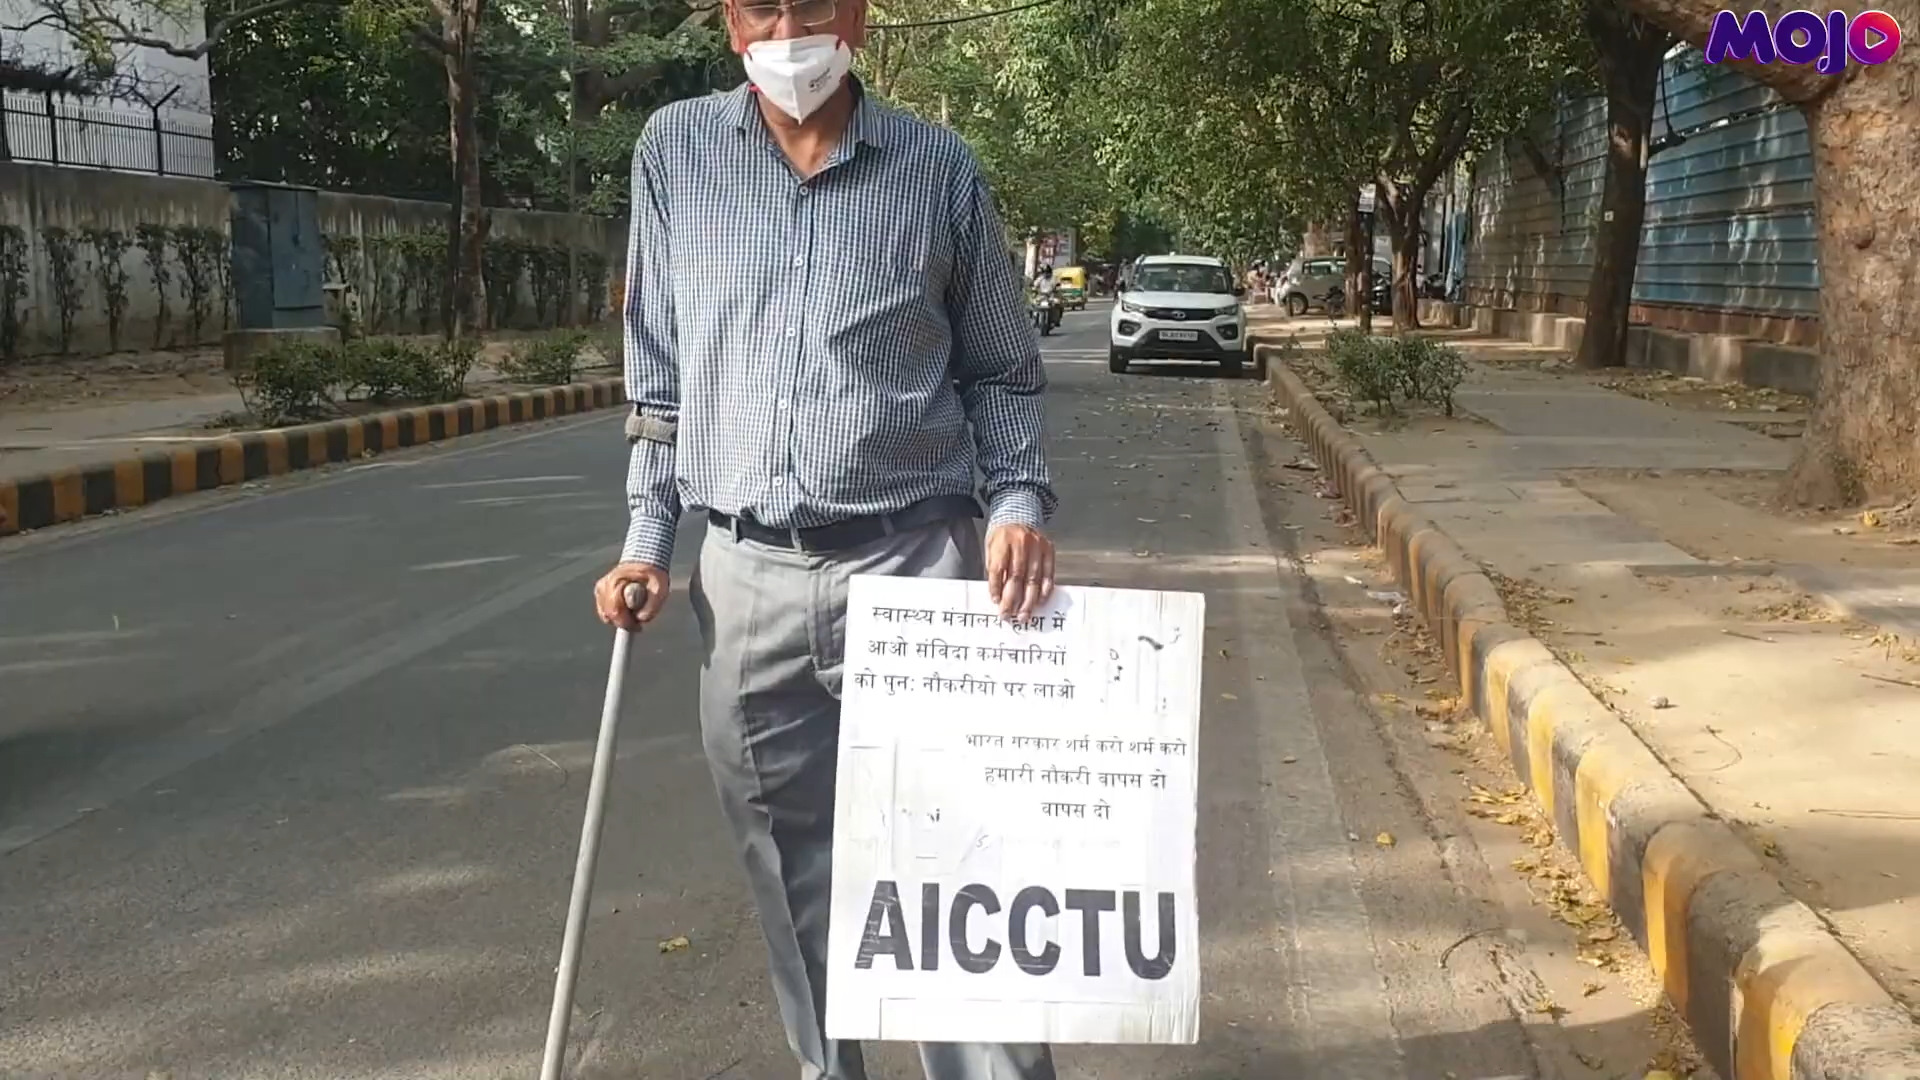 MOJO
स्वास्थ्य मंत्रालय होश में
आओ संविदा कर्मचारियों
को पुन: नौकरीयो पर लाओ
भारत सरकार शर्म करो शर्म करो
हमारी नौकरी वापस दो
वापस दो
AICCTU